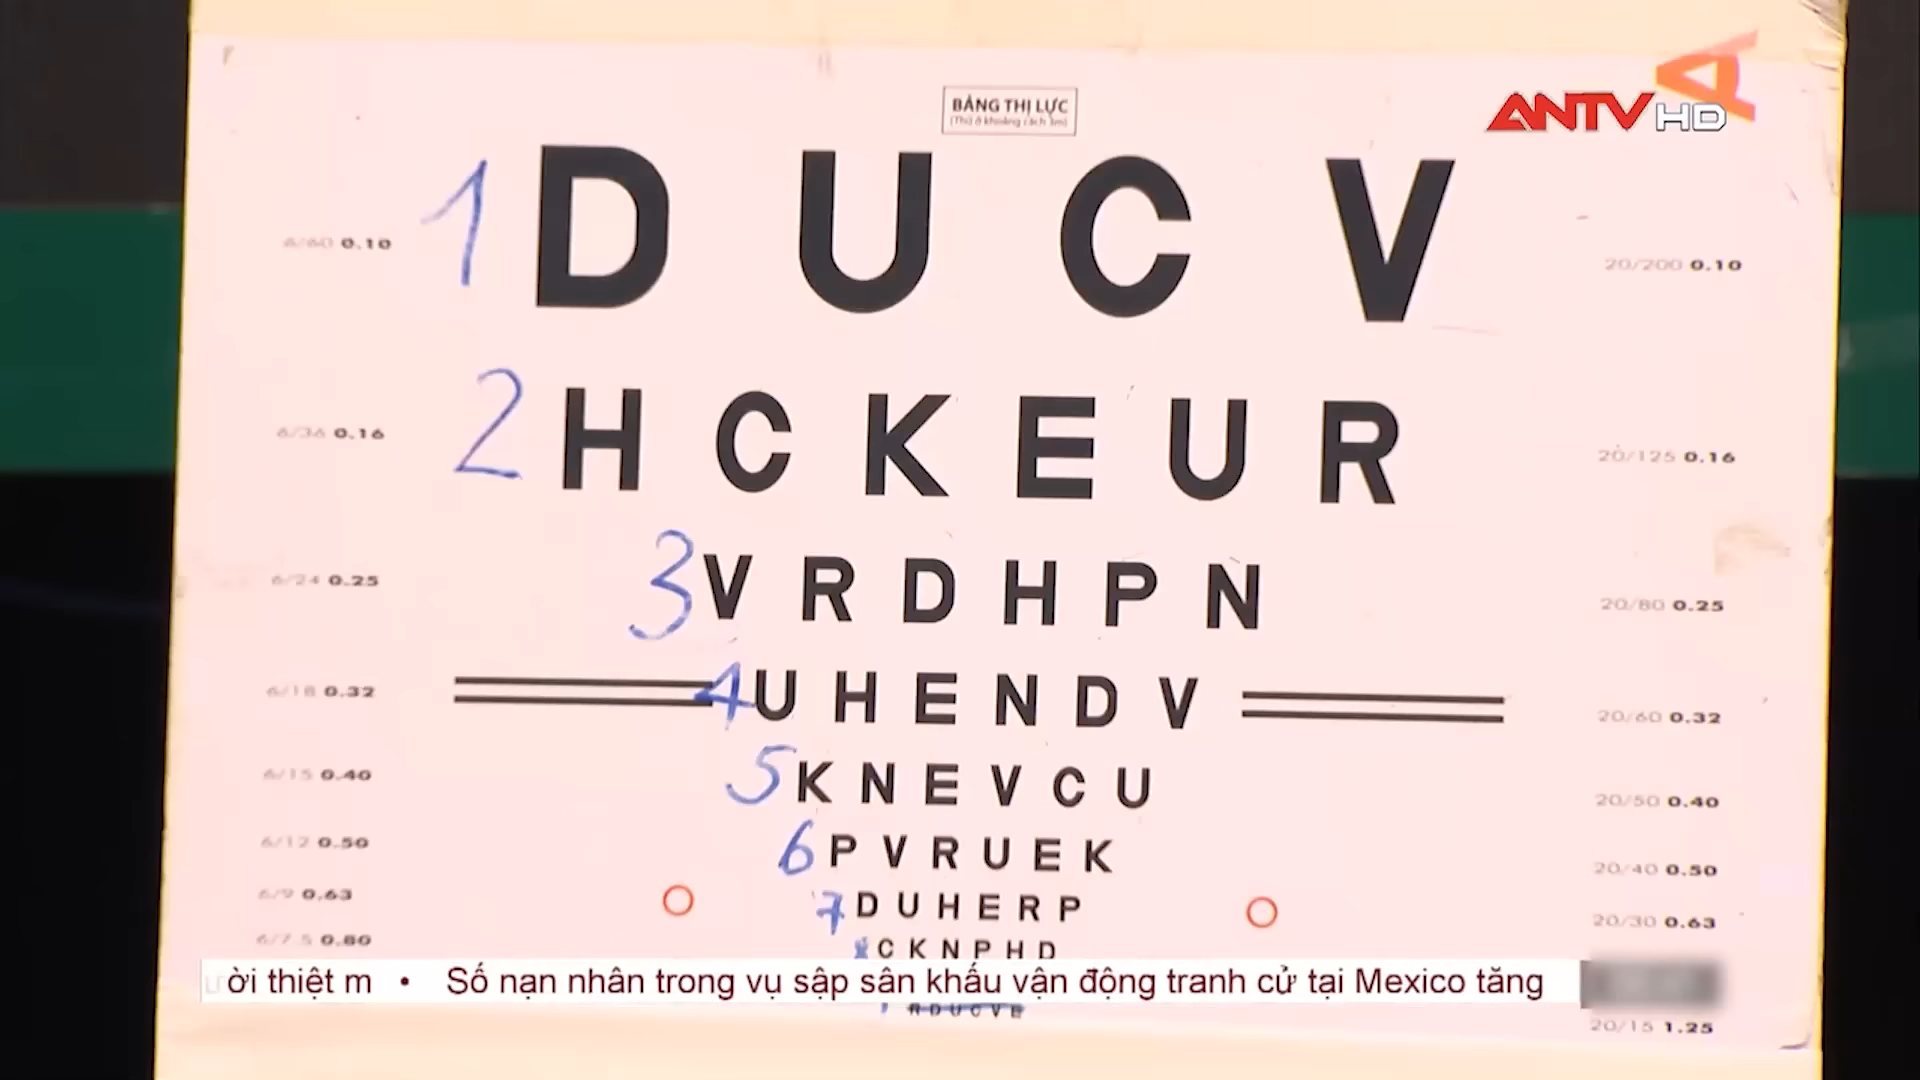 ANTV HD
BẢNG THỊ LỰC
(Thử ở khoảng cách 5m)
6/60 0.10 1 D U C V 20/200 0.10
6/36 0.16 2 H C K E U R 20/125 0.16
6/24 0.25 3 V R D H P N 20/80 0.25
6/18 0.32 4 U H E N D V 20/60 0.32
6/15 0.40 5 K N E V C U 20/50 0.40
6/12 0.50 6 P V R U E K 20/40 0.50
6/9 0.63 7 D U H E R P 20/30 0.63
6/7.5 0.80 C K N P H D
ời thiệt m • Số nạn nhân trong vụ sập sân khấu vận động tranh cử tại Mexico tăng
R D U C V E 20/15 1.25